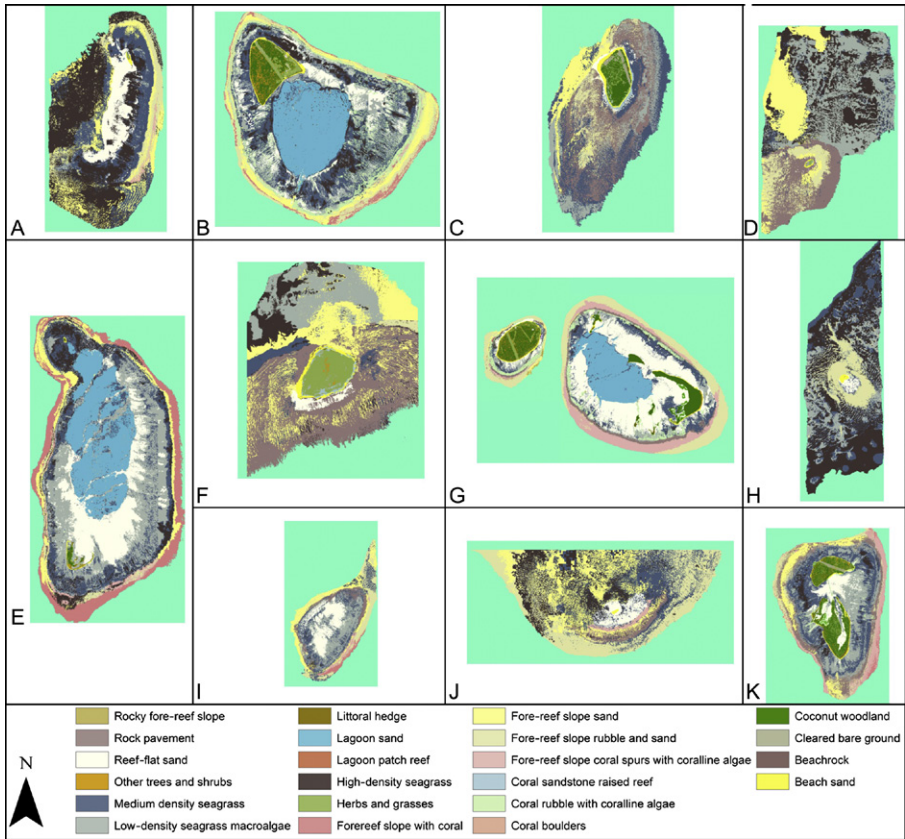 A
B
C
D
E
F
G
H
I
J
K
N
Rocky fore-reef slope
Rock pavement
Reef-flat sand
Other trees and shrubs
Medium density seagrass
Low-density seagrass macroalgae
Littoral hedge
Lagoon sand
Lagoon patch reef
High-density seagrass
Herbs and grasses
Forereef slope with coral
Fore-reef slope sand
Fore-reef slope rubble and sand
Fore-reef slope coral spurs with coralline algae
Coral sandstone raised reef
Coral rubble with coralline algae
Coral boulders
Coconut woodland
Cleared bare ground
Beachrock
Beach sand